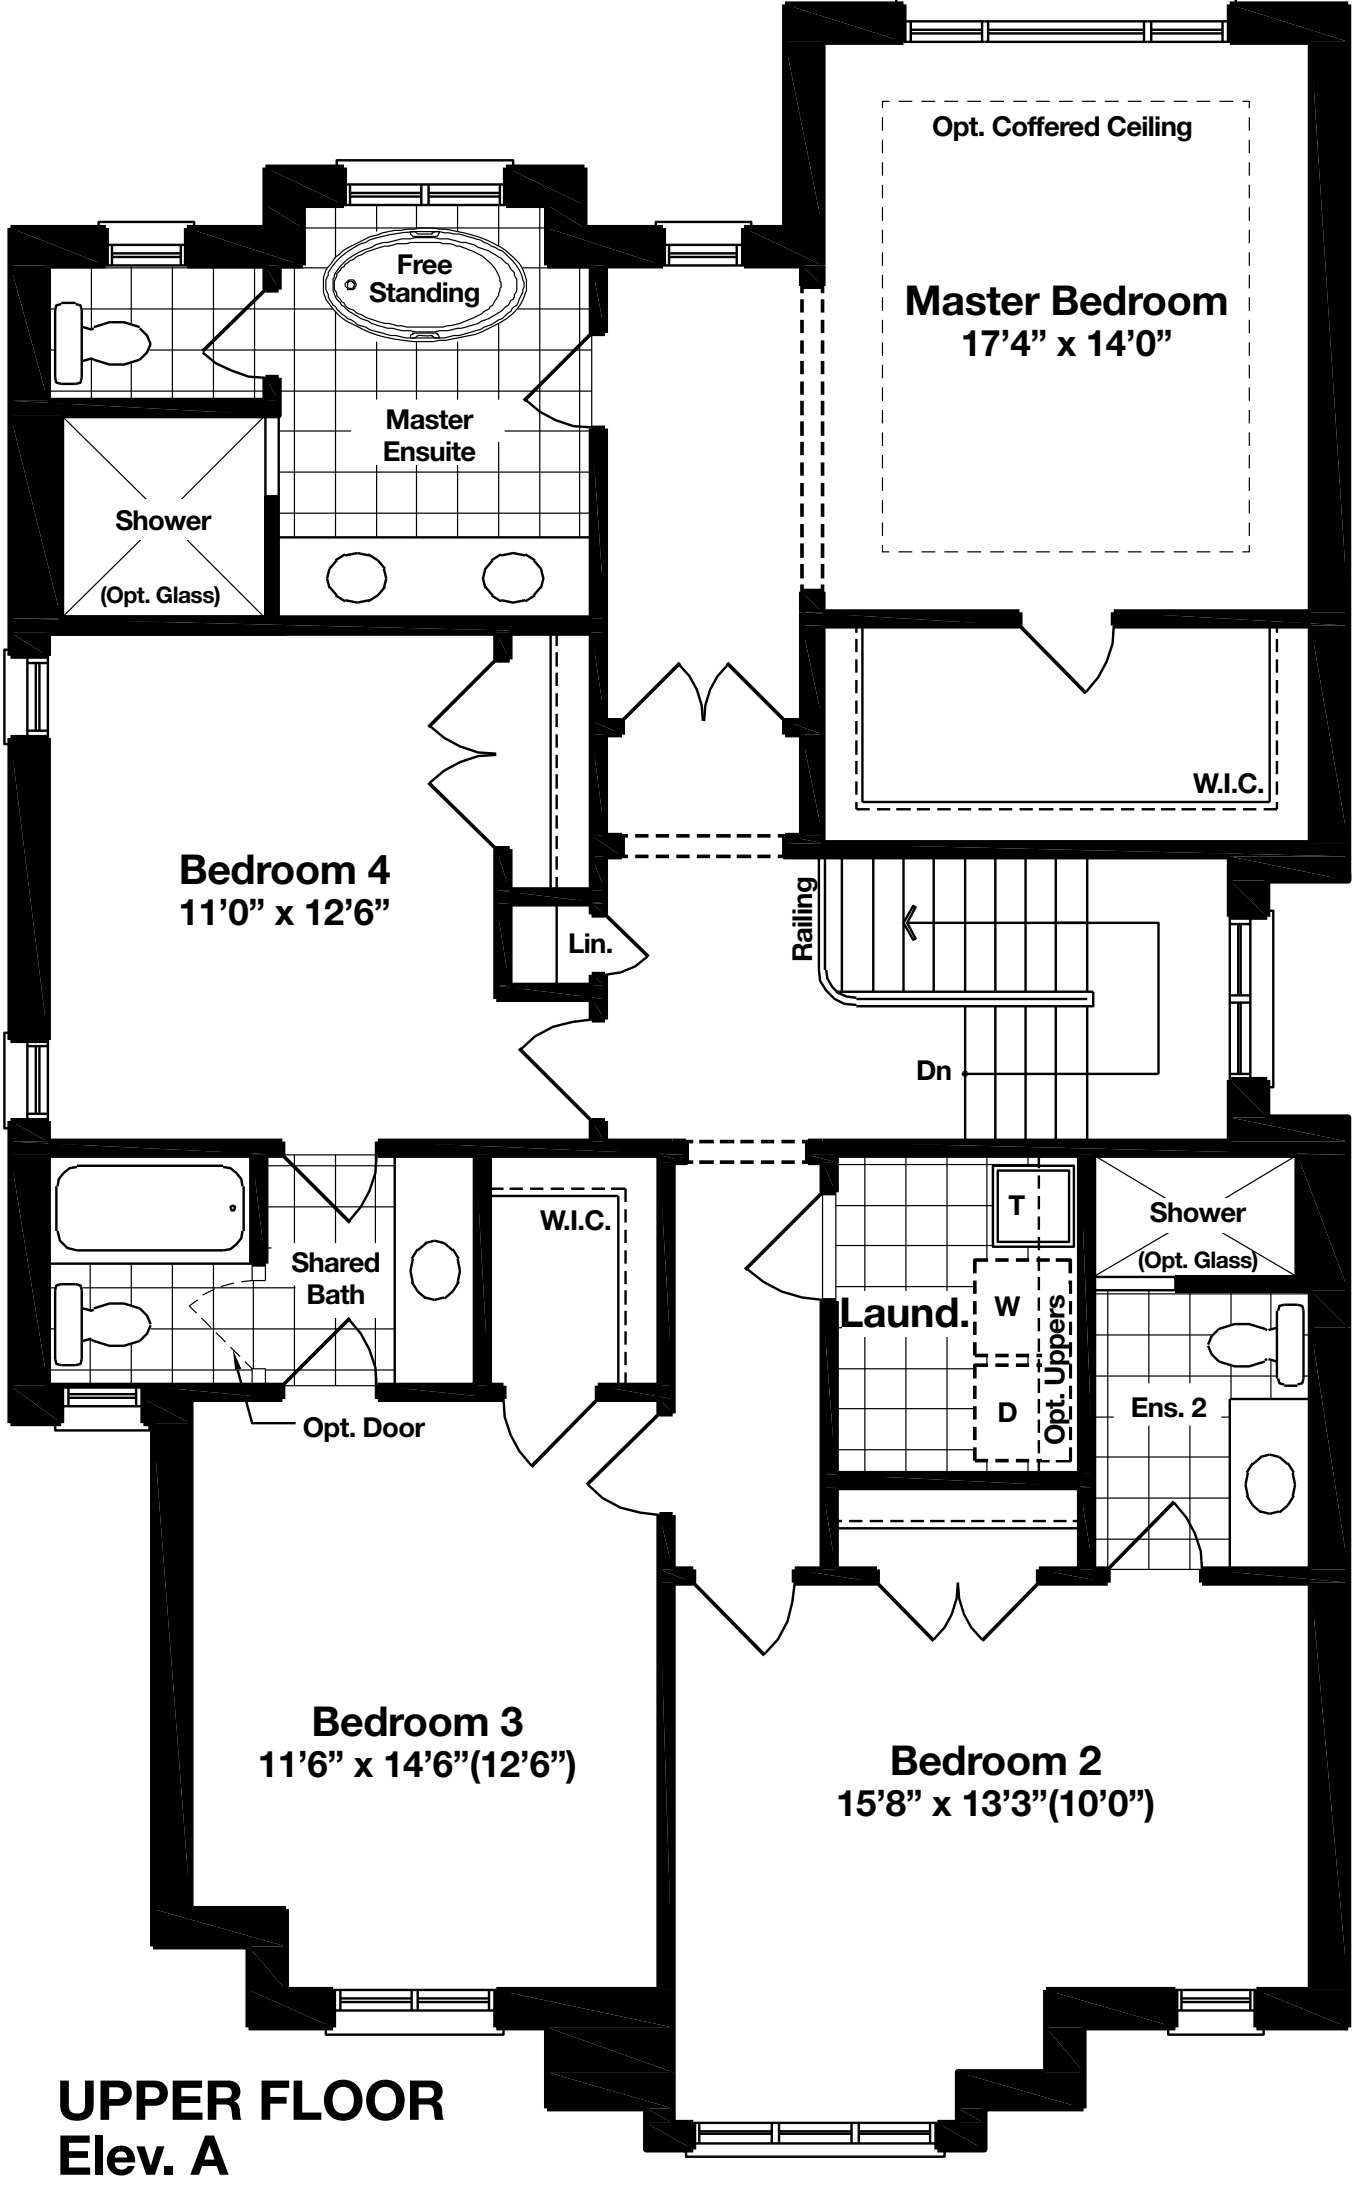 Opt. Coffered Ceiling
Master Bedroom
17’4” x 14’0”
Free
Standing
Master
Ensuite
Shower
(Opt. Glass)
W.I.C.
Bedroom 4
11’0” x 12’6”
Lin.
Railing
Dn
Shared
Bath
W.I.C.
Opt. Door
Laund.
T
W
D
Opt. Uppers
Shower
(Opt. Glass)
Ens. 2
Bedroom 3
11’6” x 14’6”(12’6”)
Bedroom 2
15’8” x 13’3”(10’0”)
UPPER FLOOR
Elev. A